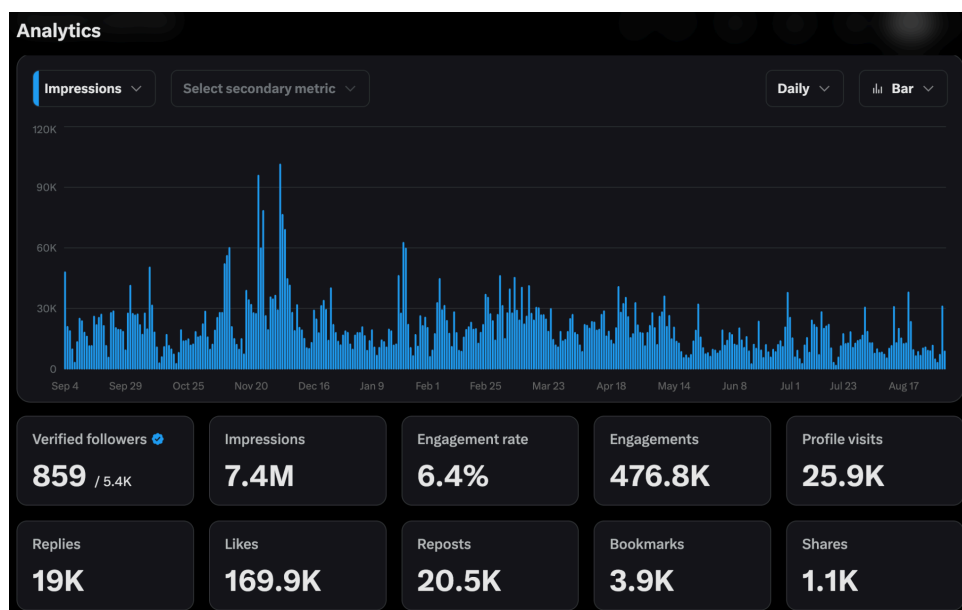 Analytics
Impressions Select secondary metric Daily Bar
120K
90K
60K
30K
0
Sep 4 Sep 29 Oct 25 Nov 20 Dec 16 Jan 9 Feb 1 Feb 25 Mar 23 Apr 18 May 14 Jun 8 Jul 1 Jul 23 Aug 17
Verified followers Impressions Engagement rate Engagements Profile visits
859 / 5.4K 7.4M 6.4% 476.8K 25.9K
Replies Likes Reposts Bookmarks Shares
19K 169.9K 20.5K 3.9K 1.1K